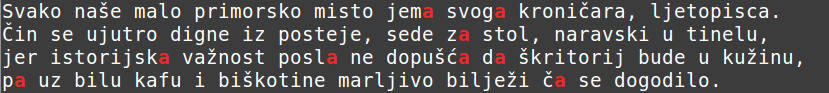 Svako naše malo primorsko misto jema svoga kroničara, ljetopisca.
Čin se ujutro digne iz posteje, sede za stol, naravski u tinelu,
jer istorijska važnost posla ne dopušća da škritorij bude u kužinu,
pa uz bilu kafu i biškotine marljivo bilježi ča se dogodilo.